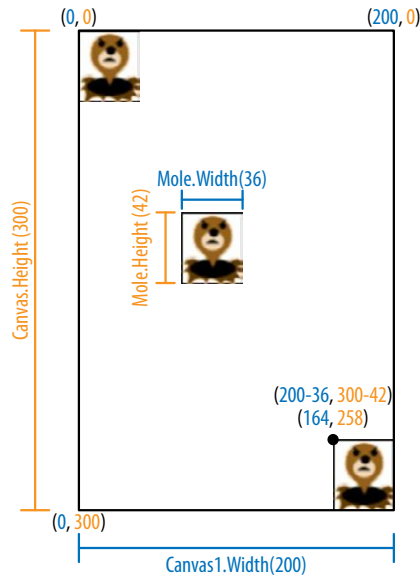 (0, 0)
(200, 0)
Mole.Width(36)
Mole.Height (42)
Canvas.Height (300)
(200-36, 300-42)
(164, 258)
(0, 300)
Canvas1.Width(200)